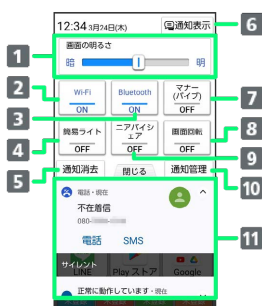 12:34 3月24日(木) 通知表示 6
画面の明るさ
1 暗 明
2 Wi-Fi Bluetooth マナー 7
(バイブ)
ON ON OFF
3
簡易ライト ニアバイシ 画面回転 8
ェア
4 OFF OFF OFF
9
5 通知消去 閉じる 通知管理
10
電話・現在
不在着信
080-
電話 SMS 11
サイレント
LINE Play ストア Google
正常に動作しています・現在